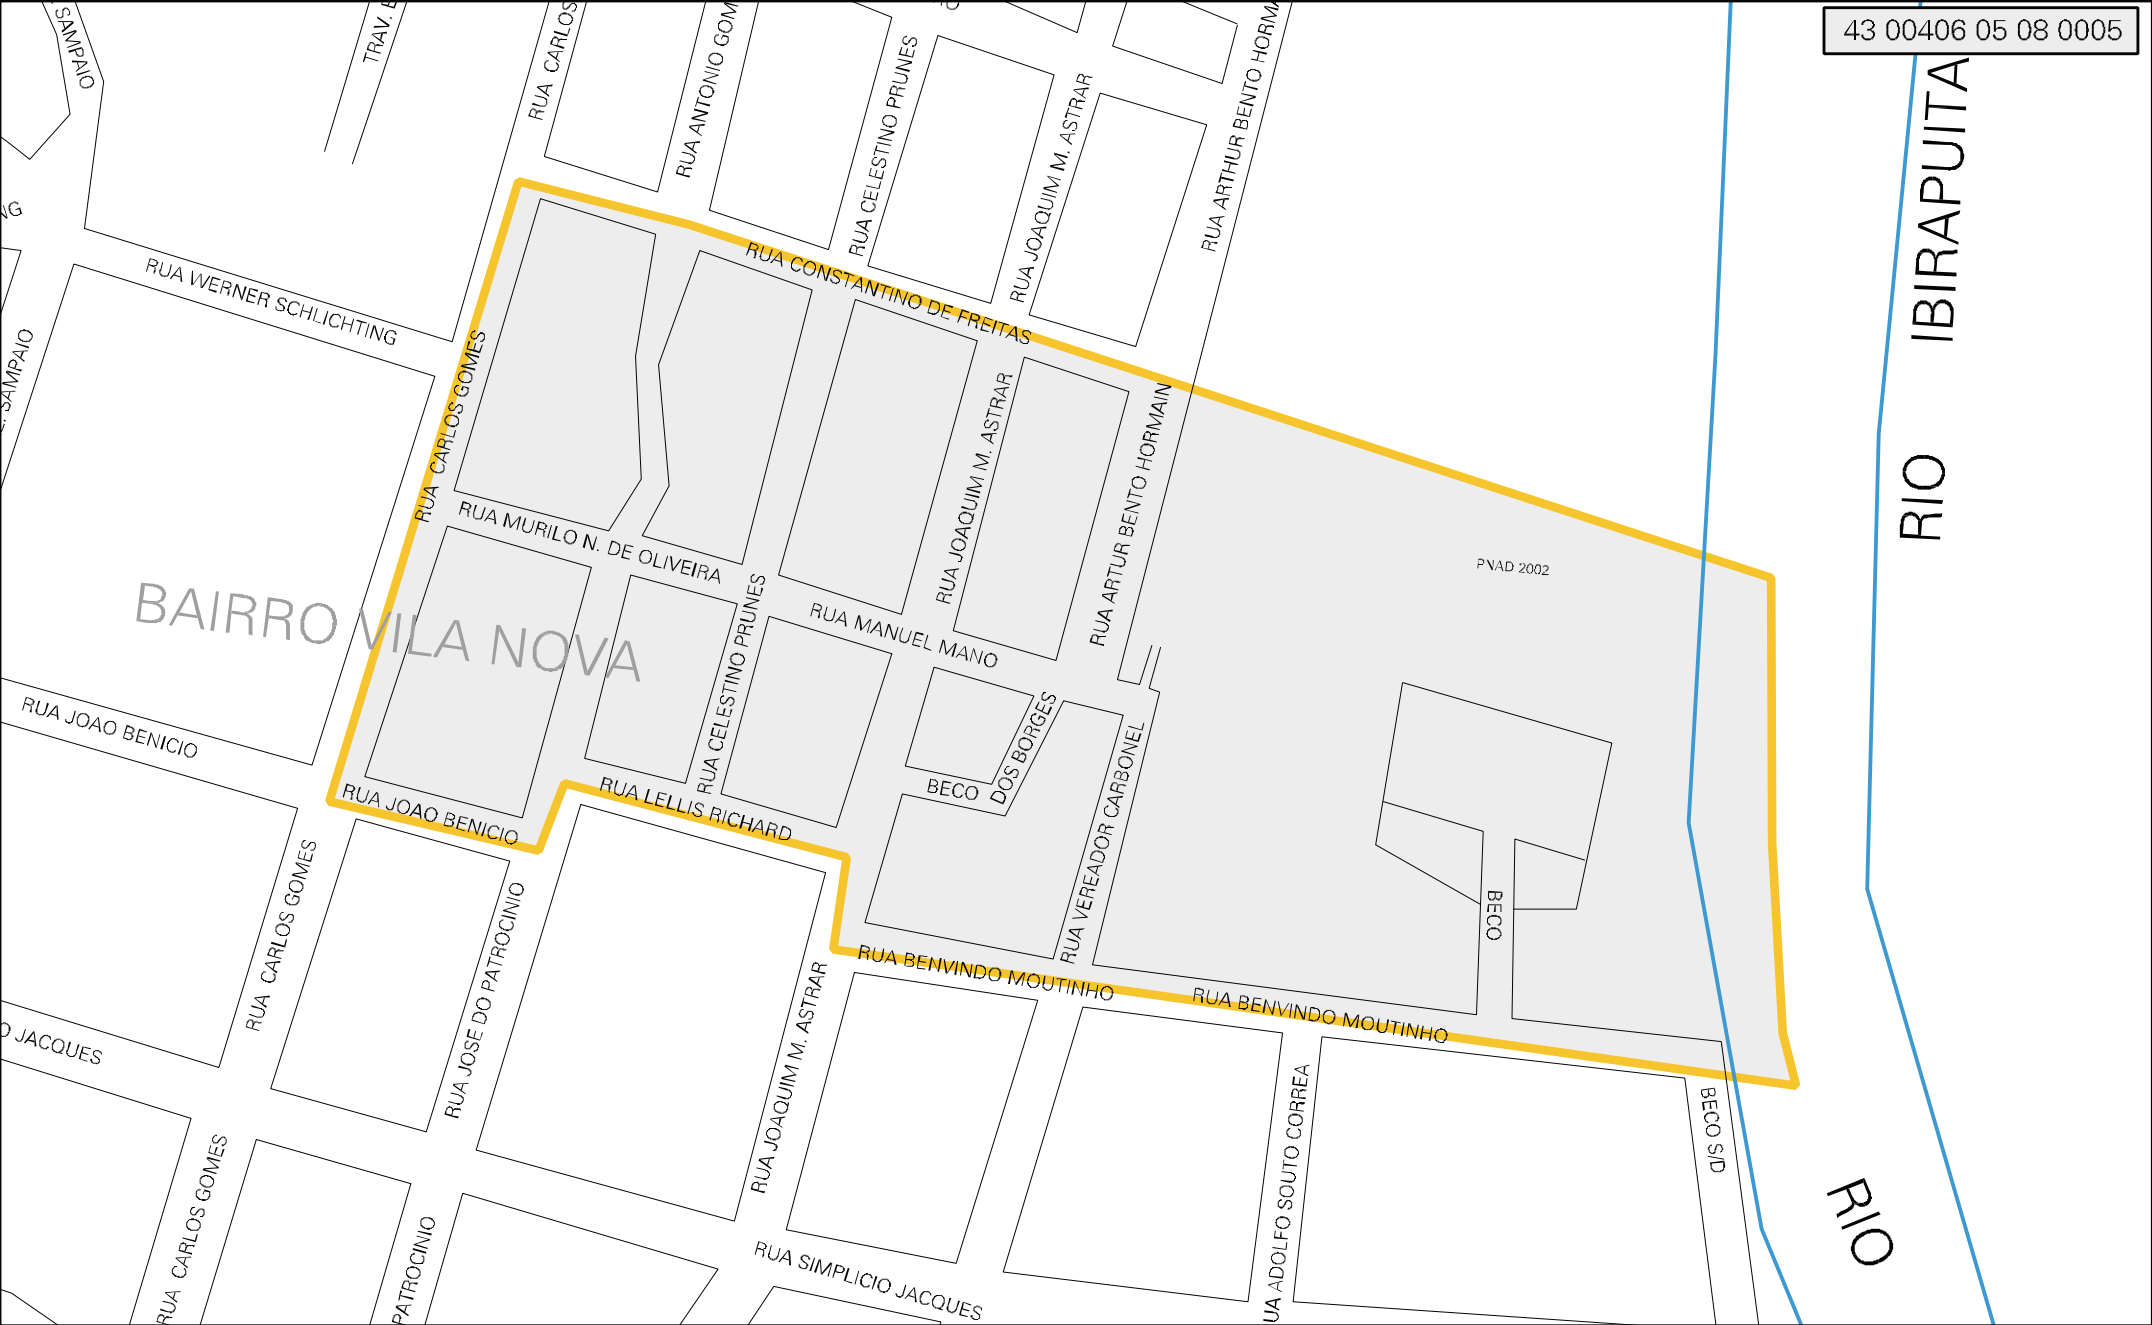 43 00406 05 08 0005
SAMPAIO
TRAV.
RUA CARLOS
RUA ANTONIO GOM
RUA CELESTINO PRUNES
RUA JOAQUIM M. ASTRAR
RUA ARTHUR BENTO HORMA
RIO IBIRAPUITA
RUA WERNER SCHLICHTING
SAMPAIO
RUA CONSTANTINO DE FREITAS
RUA CARLOS GOMES
RUA JOAQUIM M. ASTRAR
RUA ARTUR BENTO HORMAIN
RUA MURILO N. DE OLIVEIRA
PNAD 2002
BAIRRO VILA NOVA
RUA CELESTINO PRUNES
RUA MANUEL MANO
RUA JOAO BENICIO
RUA JOAO BENICIO
RUA LELLIS RICHARD
BECO DOS BORGES
RUA VEREADOR CARBONEL
BECO
RUA CARLOS GOMES
RUA JOSE DO PATROCINIO
RUA JOAQUIM M. ASTRAR
RUA BENVINDO MOUTINHO
RUA BENVINDO MOUTINHO
O JACQUES
RUA ADOLFO SOUTO CORREA
BECO S/D
RUA CARLOS GOMES
PATROCINIO
RUA SIMPLICIO JACQUES
RIO